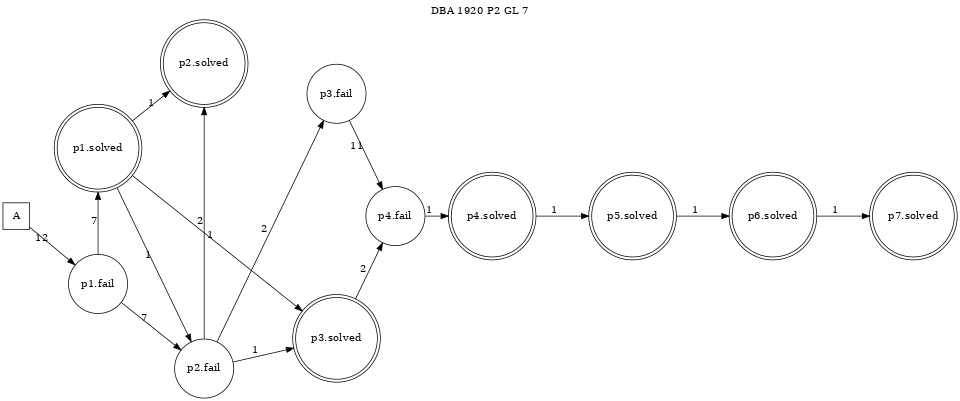 DBA 1920 P2 GL 7
p2.solved
p3.fail
1
p1.solved
11
A
12
7
2
1
2
1
p4.fail
1
p4.solved
1
p5.solved
1
p6.solved
1
p7.solved
p1.fail
2
7
1
p3.solved
p2.fail